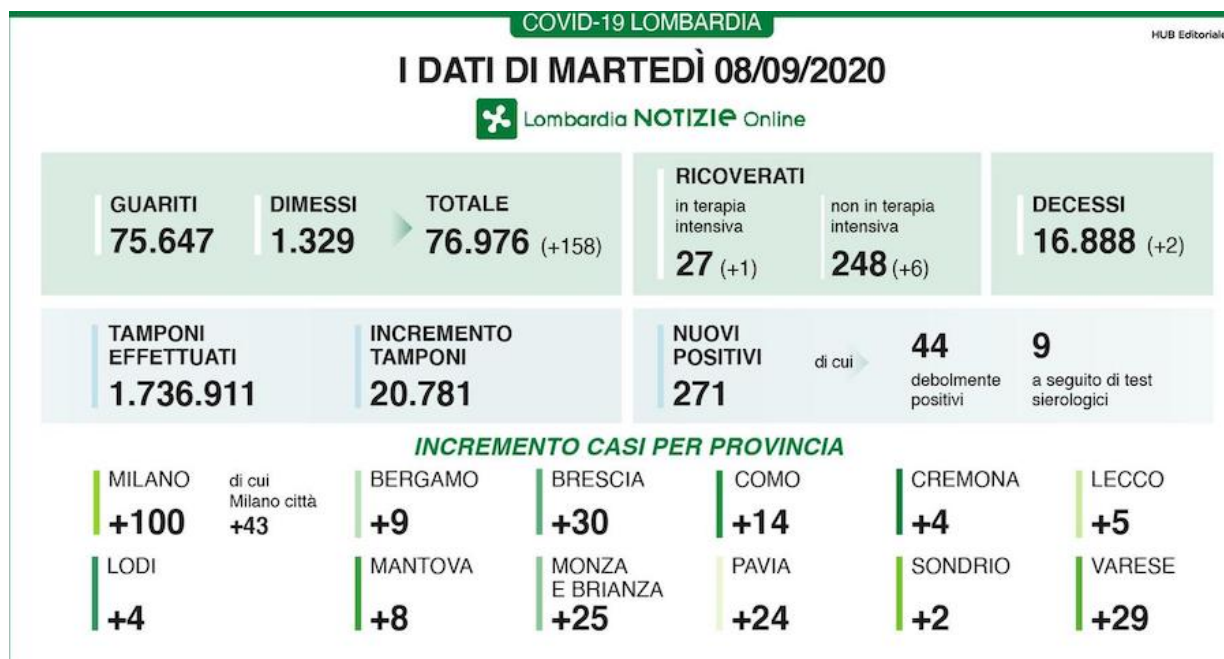 COVID-19 LOMBARDIA
HUB Editoriale
I DATI DI MARTEDÌ 08/09/2020
Lombardia NOTIZIE Online
GUARITI
75.647
DIMESSI
1.329
TOTALE
76.976 (+158)
RICOVERATI
in terapia
intensiva
27 (+1)
non in terapia
intensiva
248 (+6)
DECESSI
16.888 (+2)
TAMPONI
EFFETTUATI
1.736.911
INCREMENTO
TAMPONI
20.781
NUOVI
POSITIVI
271
di cui
44
debolmente
positivi
9
a seguito di test
sierologici
INCREMENTO CASI PER PROVINCIA
MILANO
+100
di cui
Milano città
+43
BERGAMO
+9
BRESCIA
+30
COMO
+14
CREMONA
+4
LECCO
+5
LODI
+4
MANTOVA
+8
MONZA
E BRIANZA
+25
PAVIA
+24
SONDRIO
+2
VARESE
+29